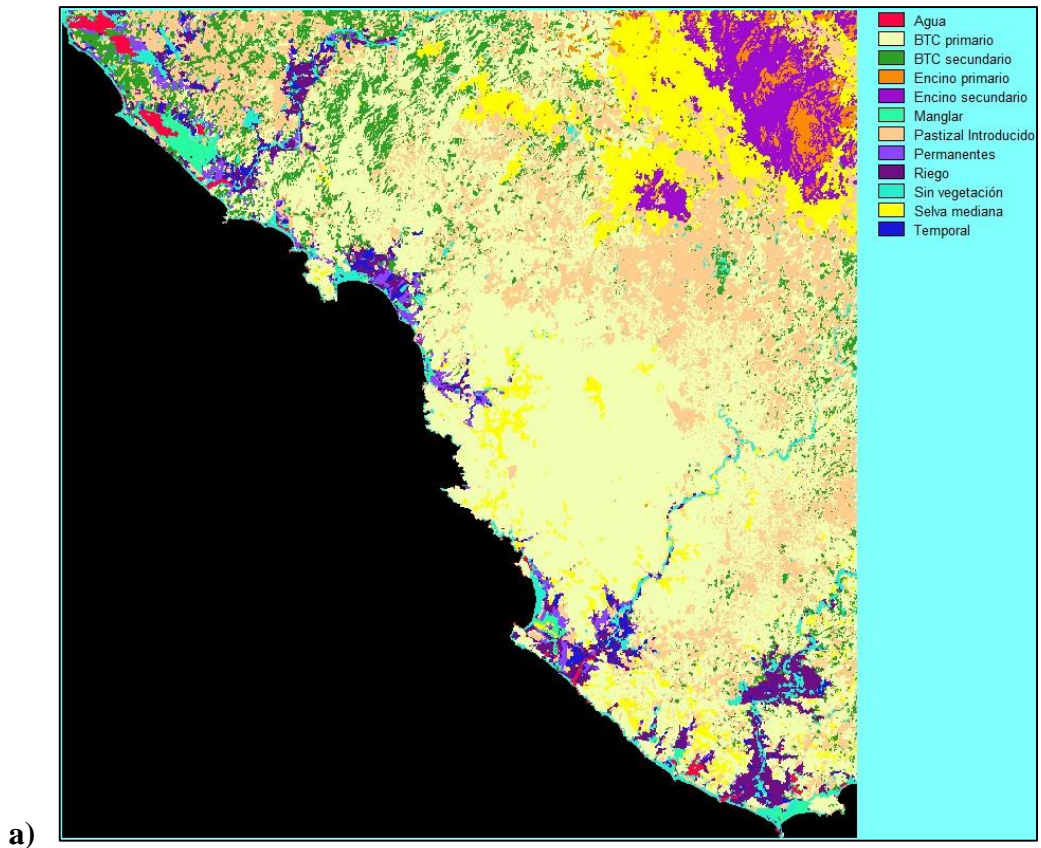 Agua
BTC primario
BTC secundario
Encino primario
Encino secundario
Manglar
Pastizal Introducido
Permanentes
Riego
Sin vegetación
Selva mediana
Temporal
a)